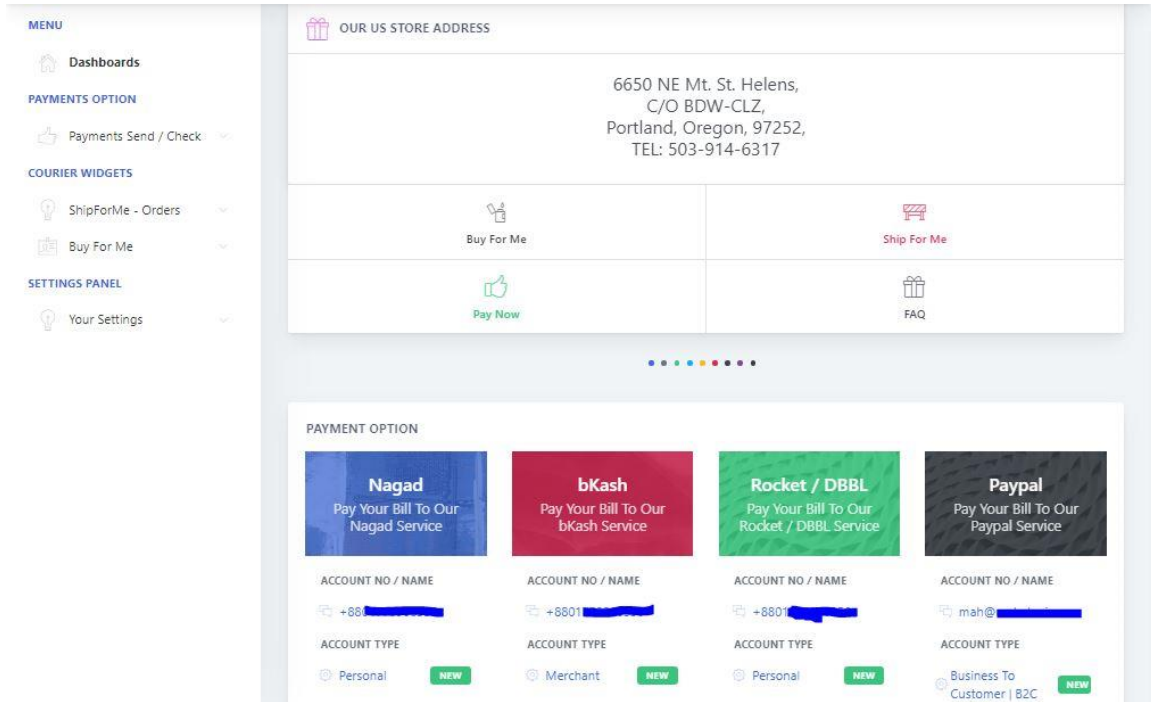 MENU
Dashboards
PAYMENTS OPTION
Payments Send / Check
COURIER WIDGETS
ShipForMe - Orders
Buy For Me
SETTINGS PANEL
Your Settings
OUR US STORE ADDRESS
6650 NE Mt. St. Helens,
C/O BDW-CLZ,
Portland, Oregon, 97252,
TEL: 503-914-6317
Buy For Me
Ship For Me
Pay Now
FAQ
PAYMENT OPTION
Nagad
Pay Your Bill To Our
Nagad Service
ACCOUNT NO / NAME
+880
ACCOUNT TYPE
Personal NEW
bKash
Pay Your Bill To Our
bKash Service
ACCOUNT NO / NAME
+8801
ACCOUNT TYPE
Merchant NEW
Rocket / DBBL
Pay Your Bill To Our
Rocket / DBBL Service
ACCOUNT NO / NAME
+8801
ACCOUNT TYPE
Personal NEW
Paypal
Pay Your Bill To Our
Paypal Service
ACCOUNT NO / NAME
mah@
ACCOUNT TYPE
Business To
Customer | B2C NEW